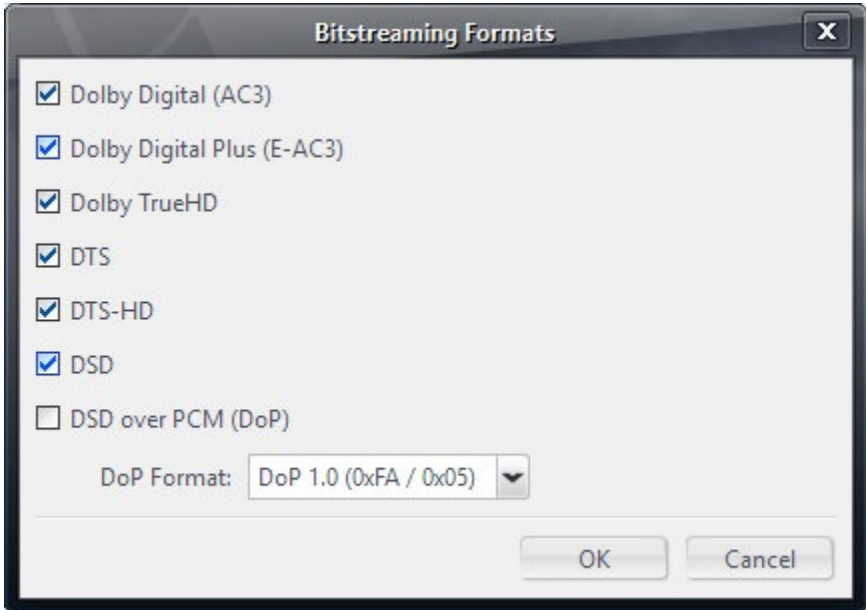 Bitstreaming Formats
Dolby Digital (AC3)
Dolby Digital Plus (E-AC3)
Dolby TrueHD
DTS
DTS-HD
DSD
DSD over PCM (DoP)
DoP Format: DoP 1.0 (0xFA / 0x05)
OK Cancel